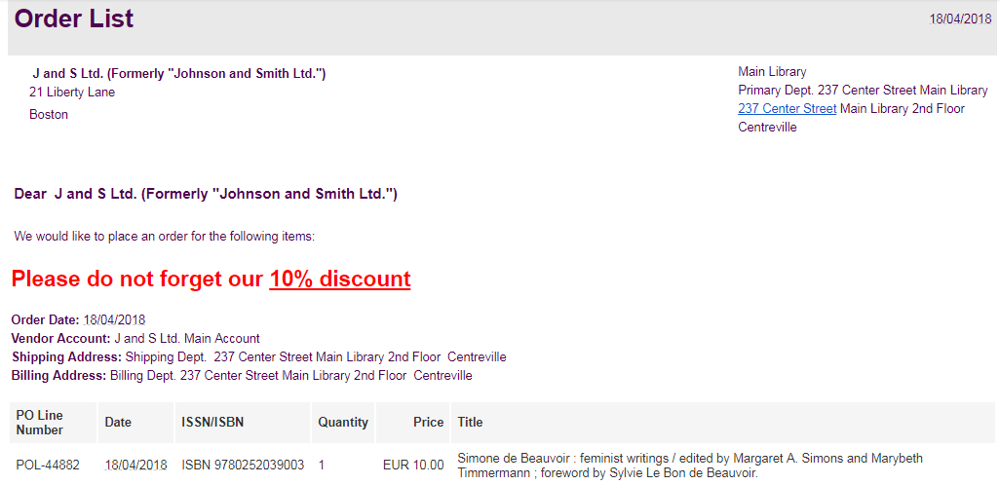 Order List
18/04/2018
J and S Ltd. (Formerly "Johnson and Smith Ltd.")
21 Liberty Lane
Boston
Main Library
Primary Dept. 237 Center Street Main Library
237 Center Street Main Library 2nd Floor
Centreville
Dear J and S Ltd. (Formerly "Johnson and Smith Ltd.")
We would like to place an order for the following items:
Please do not forget our 10% discount
Order Date: 18/04/2018
Vendor Account: J and S Ltd. Main Account
Shipping Address: Shipping Dept. 237 Center Street Main Library 2nd Floor Centreville
Billing Address: Billing Dept. 237 Center Street Main Library 2nd Floor Centreville
PO Line
Number
Date
ISSN/ISBN
Quantity
Price
Title
POL-44882
18/04/2018
ISBN 9780252039003
1
EUR 10.00
Simone de Beauvoir : feminist writings / edited by Margaret A. Simons and Marybeth
Timmermann ; foreword by Sylvie Le Bon de Beauvoir.